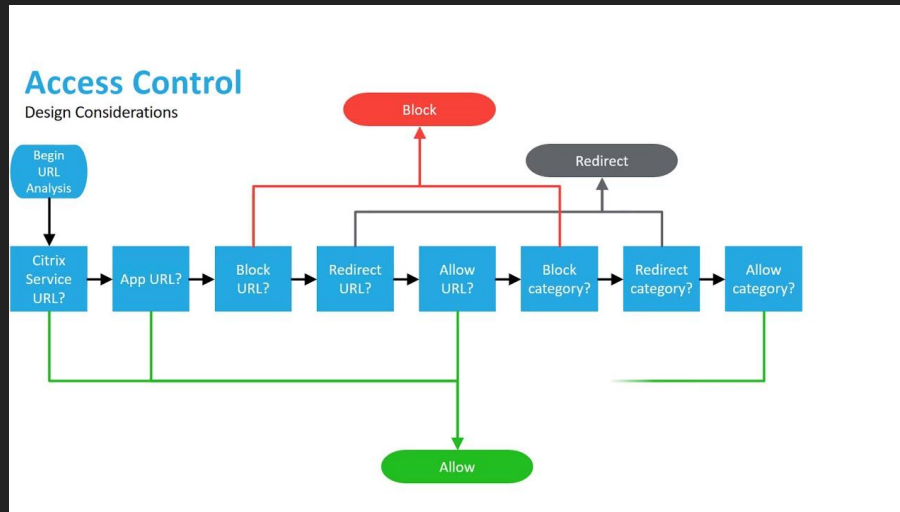 Access Control
Design Considerations
Block
Redirect
Begin
URL
Analysis
Citrix
Service
URL?
App URL?
Block
URL?
Redirect
URL?
Allow
URL?
Block
category?
Redirect
category?
Allow
category?
Allow